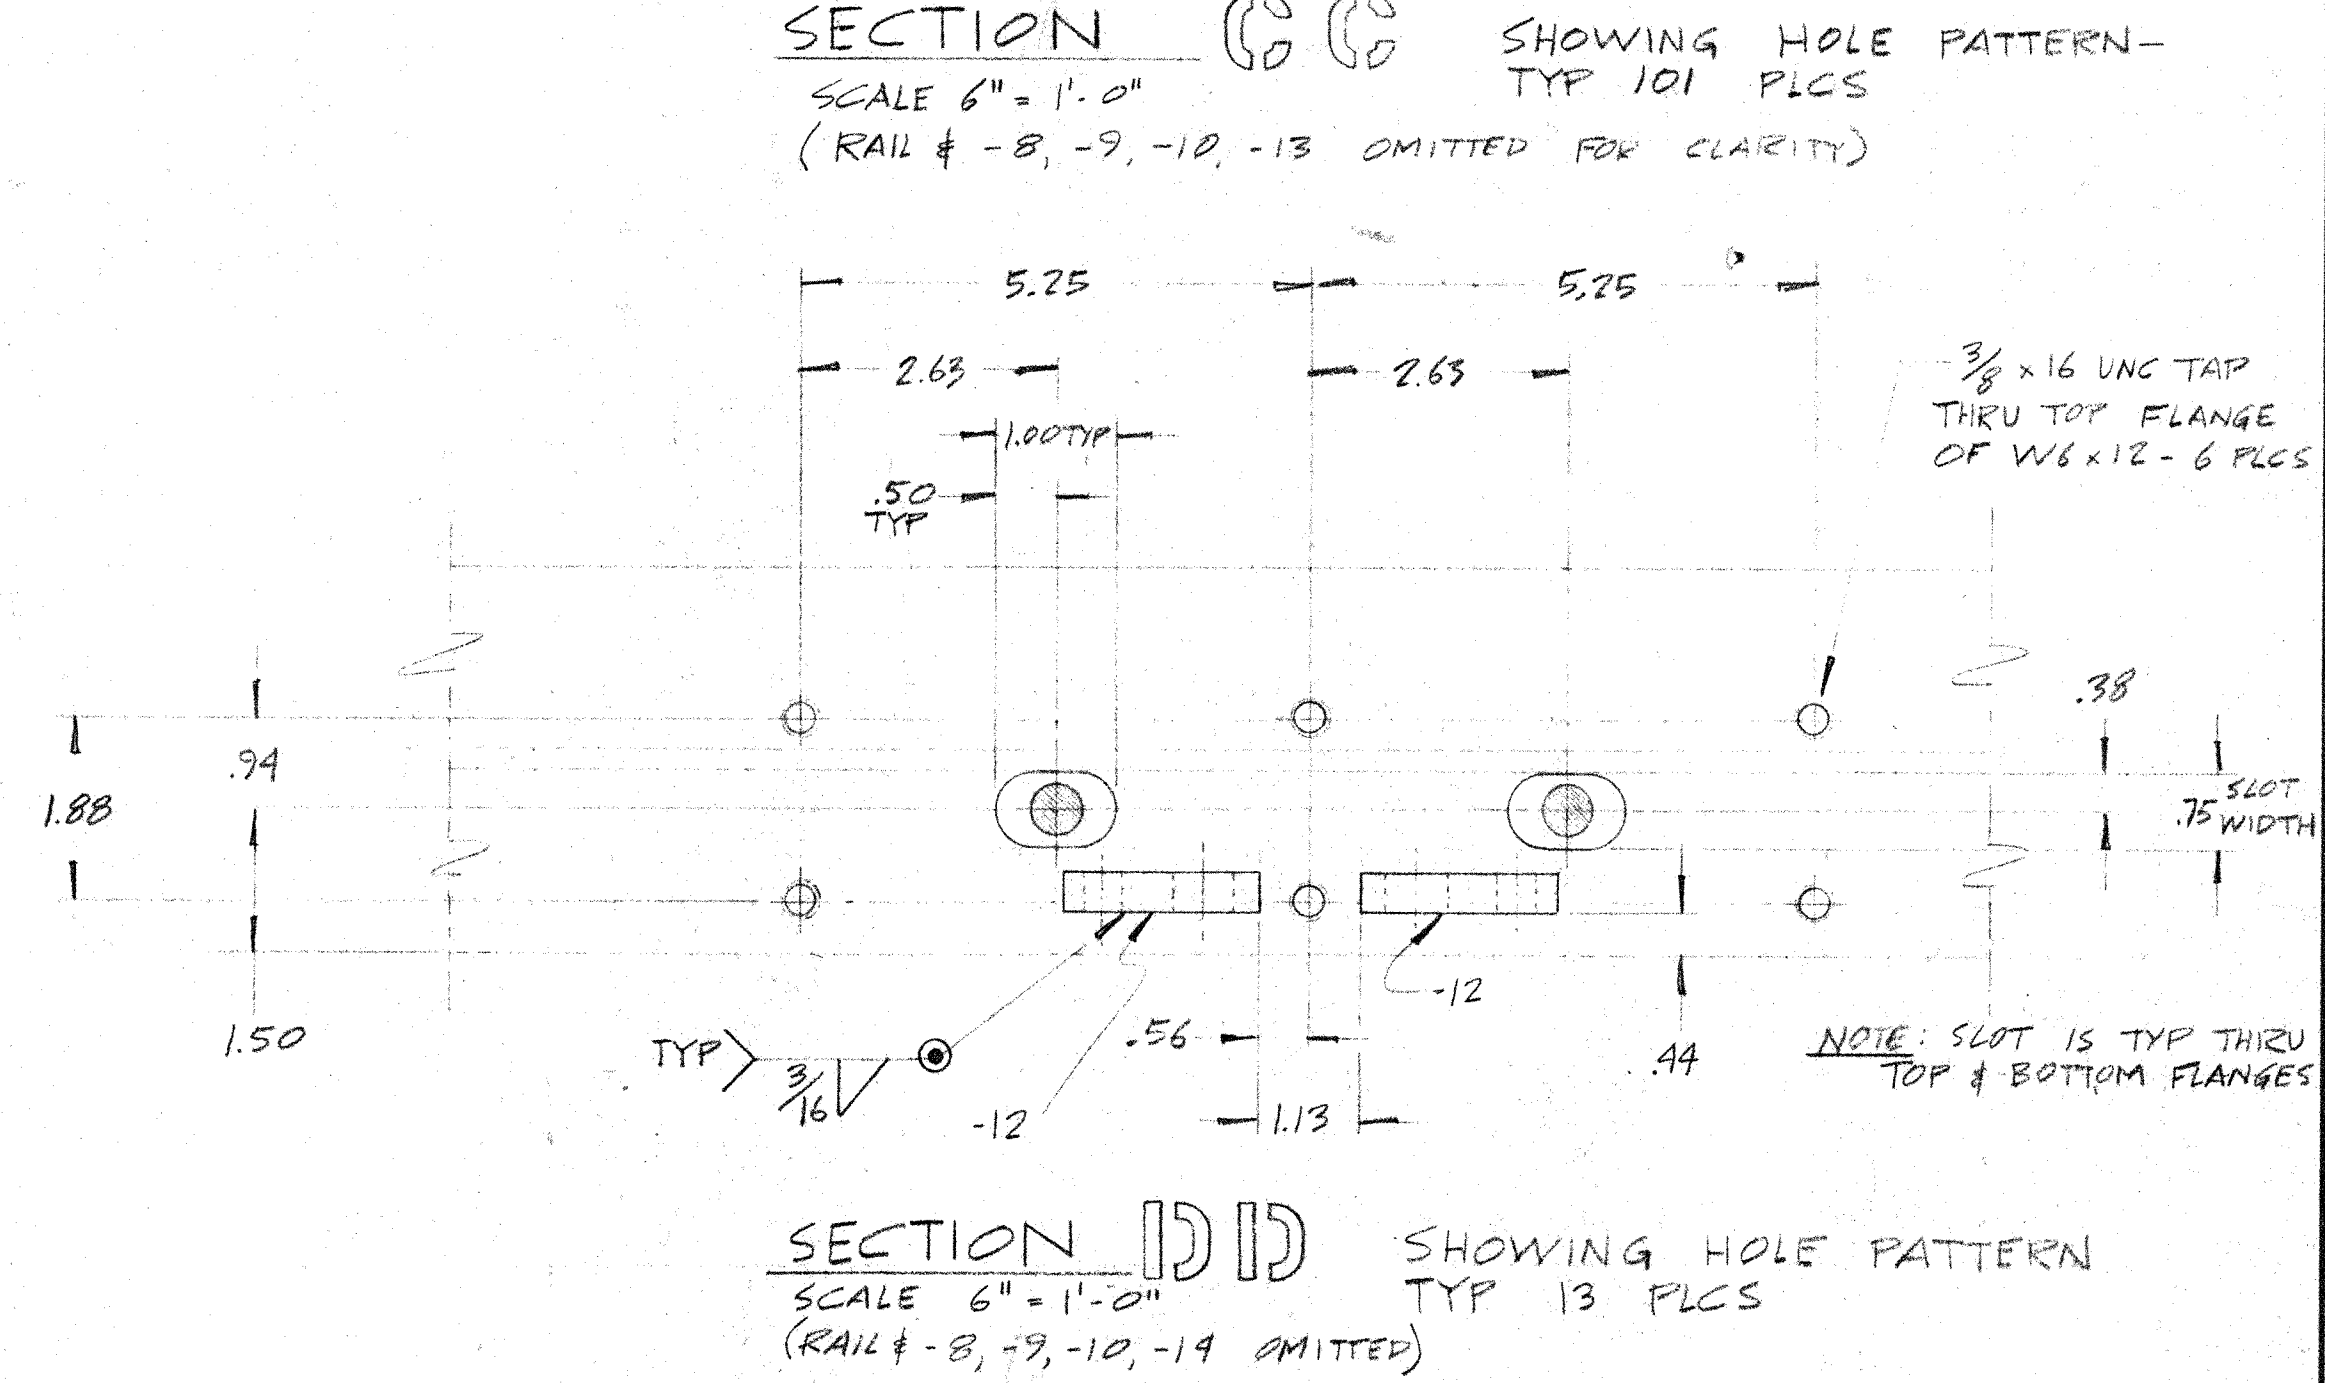 SECTION CC SHOWING HOLE PATTERN-
TYP 101 PLCS
SCALE 6" = 1'-0"
(RAIL & -8, -9, -10, -13 OMITTED FOR CLARITY)
5.25 5.25
2.63 2.63
3/8 x 16 UNC TAP
THRU TOP FLANGE
OF W6 x 12 - 6 PLCS
1.00 TYP
.50
TYP
.38
.94
1.88
.75 SLOT
WIDTH
-12
1.50
.56
.44
NOTE: SLOT IS TYP THRU
TOP & BOTTOM FLANGES
TYP 3/16
-12
1.13
SECTION DD SHOWING HOLE PATTERN
TYP 13 PLCS
SCALE 6" = 1'-0"
(RAIL & -8, -9, -10, -14 OMITTED)